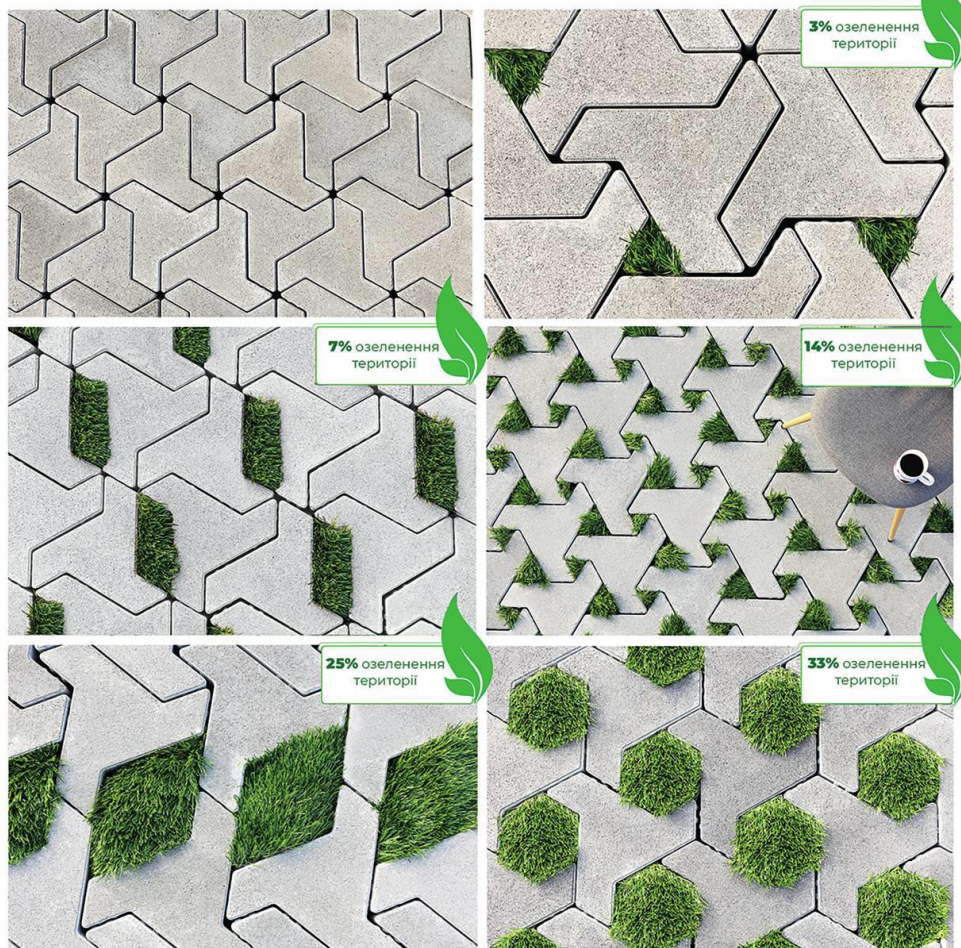 3% озеленення
території
7% озеленення
території
14% озеленення
території
25% озеленення
території
33% озеленення
території